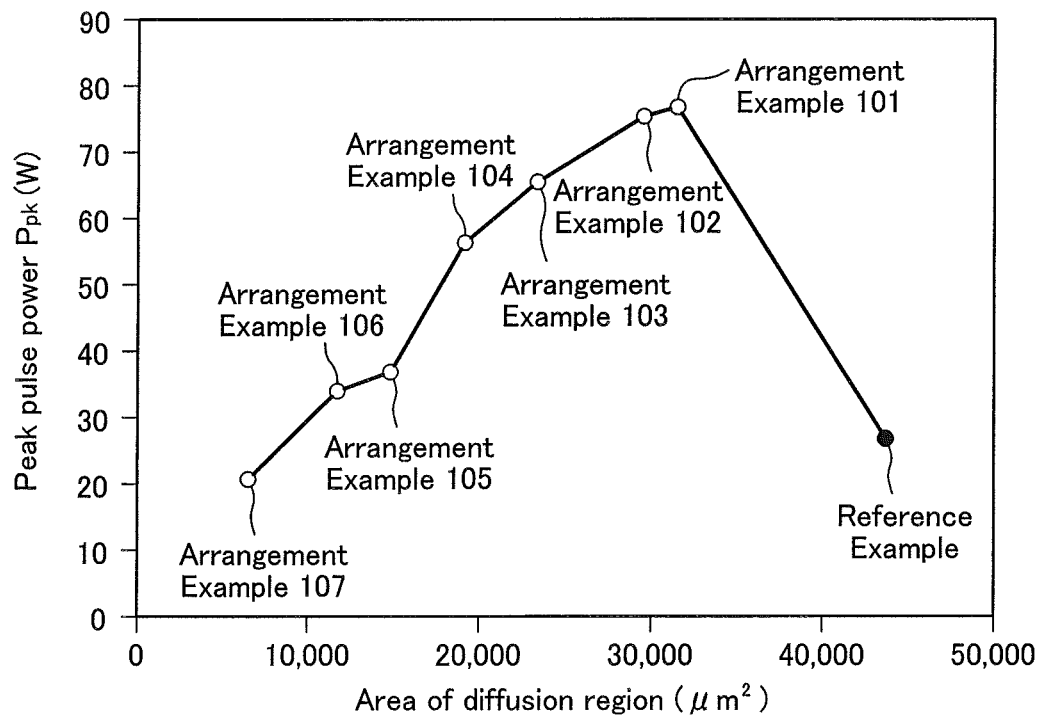 90
80
70
60
50
40
30
20
10
0
Peak pulse power Ppk (W)
Arrangement
Example 101
Arrangement
Example 104
Arrangement
Example 102
Arrangement
Example 103
Arrangement
Example 106
Arrangement
Example 105
Reference
Example
Arrangement
Example 107
0 10,000 20,000 30,000 40,000 50,000
Area of diffusion region ( μ m²)